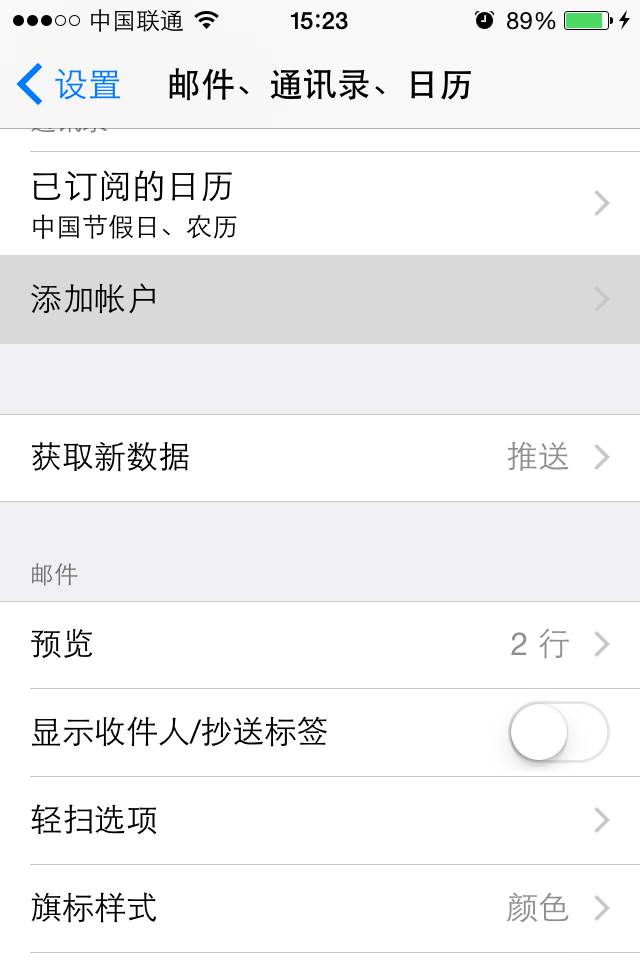 中国联通 15:23 89%
设置 邮件、通讯录、日历
通讯录
已订阅的日历
中国节假日、农历
添加帐户
获取新数据 推送
邮件
预览 2 行
显示收件人/抄送标签
轻扫选项
旗标样式 颜色